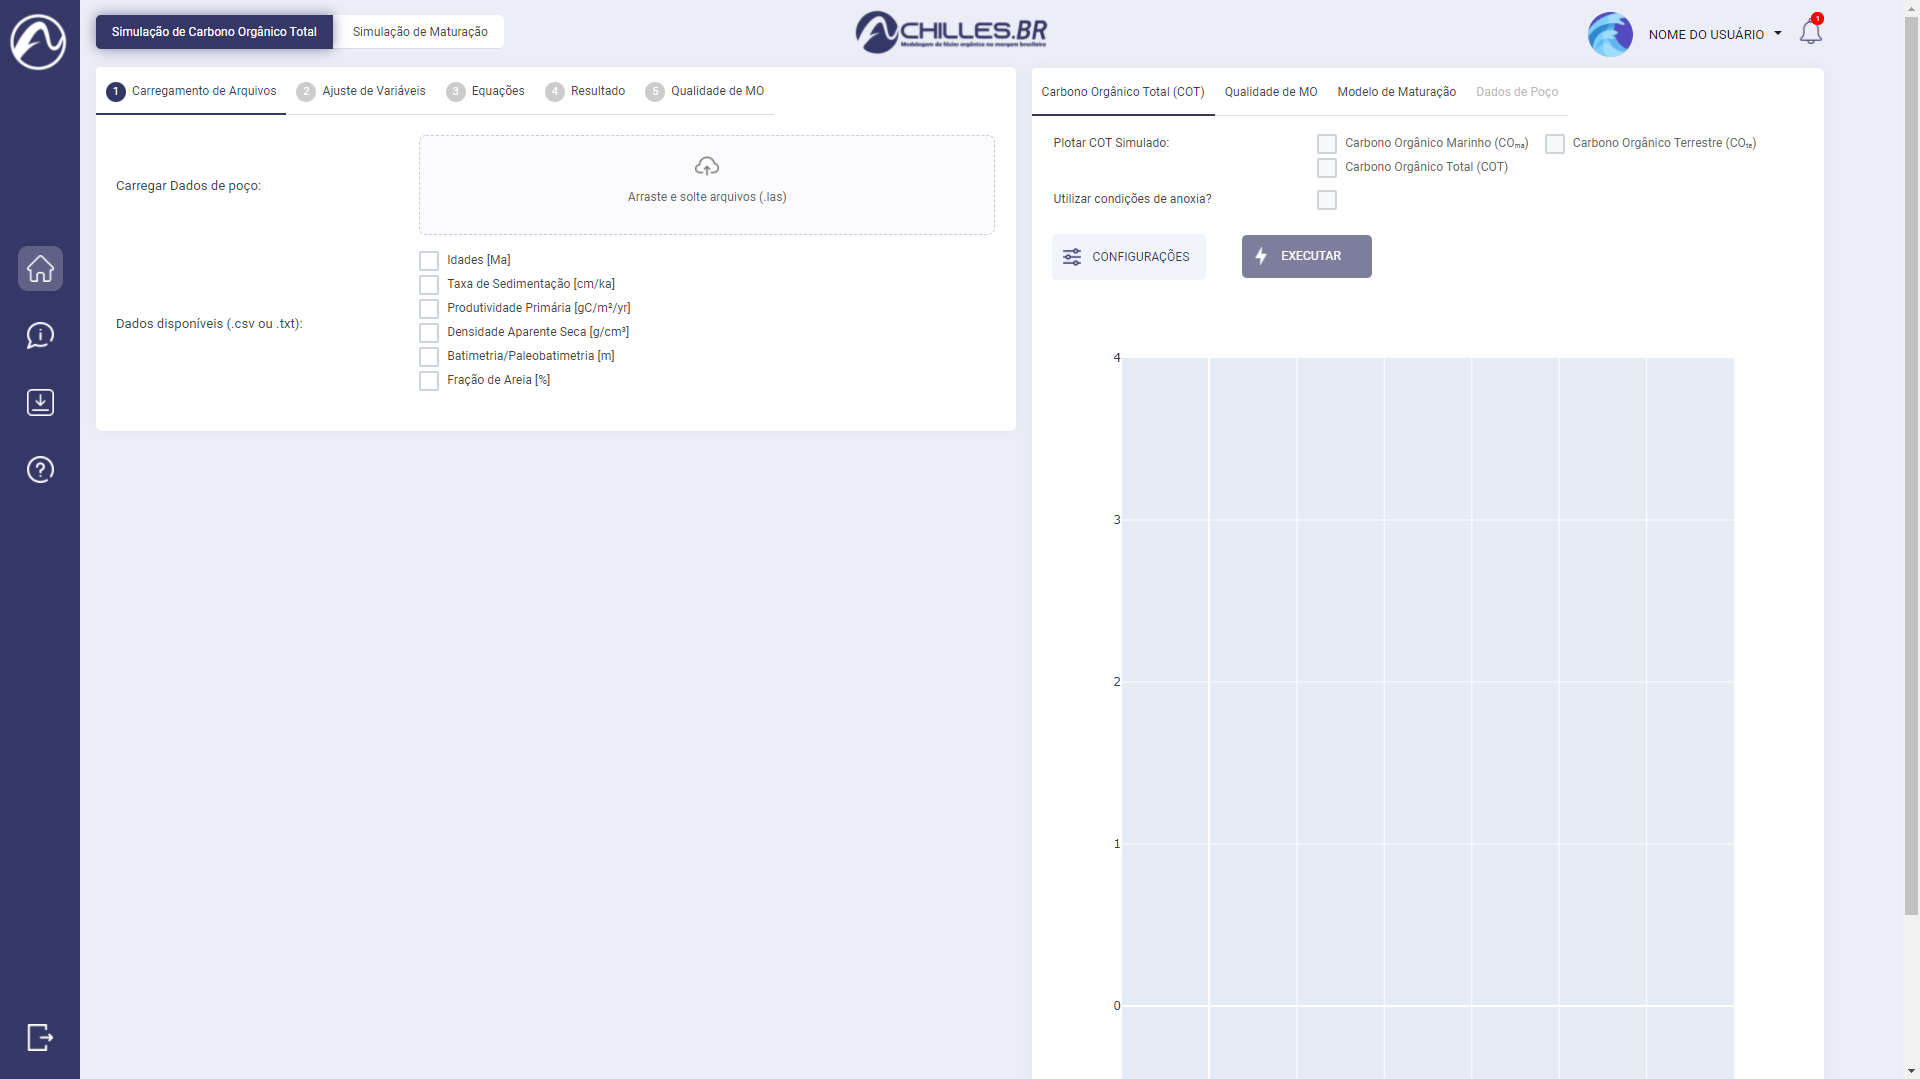 Simulação de Carbono Orgânico Total
Simulação de Maturação
CHILLES.BR
Modelagem de fácies orgânica na margem brasileira
NOME DO USUÁRIO
1
1 Carregamento de Arquivos
2 Ajuste de Variáveis
3 Equações
4 Resultado
5 Qualidade de MO
Carregar Dados de poço:
Arraste e solte arquivos (.las)
Dados disponíveis (.csv ou .txt):
Idades [Ma]
Taxa de Sedimentação [cm/ka]
Produtividade Primária [gC/m²/yr]
Densidade Aparente Seca [g/cm³]
Batimetria/Paleobatimetria [m]
Fração de Areia [%]
Carbono Orgânico Total (COT)
Qualidade de MO
Modelo de Maturação
Dados de Poço
Plotar COT Simulado:
Carbono Orgânico Marinho (COₘₐ)
Carbono Orgânico Terrestre (COₜₑ)
Carbono Orgânico Total (COT)
Utilizar condições de anoxia?
CONFIGURAÇÕES
EXECUTAR
4
3
2
1
0